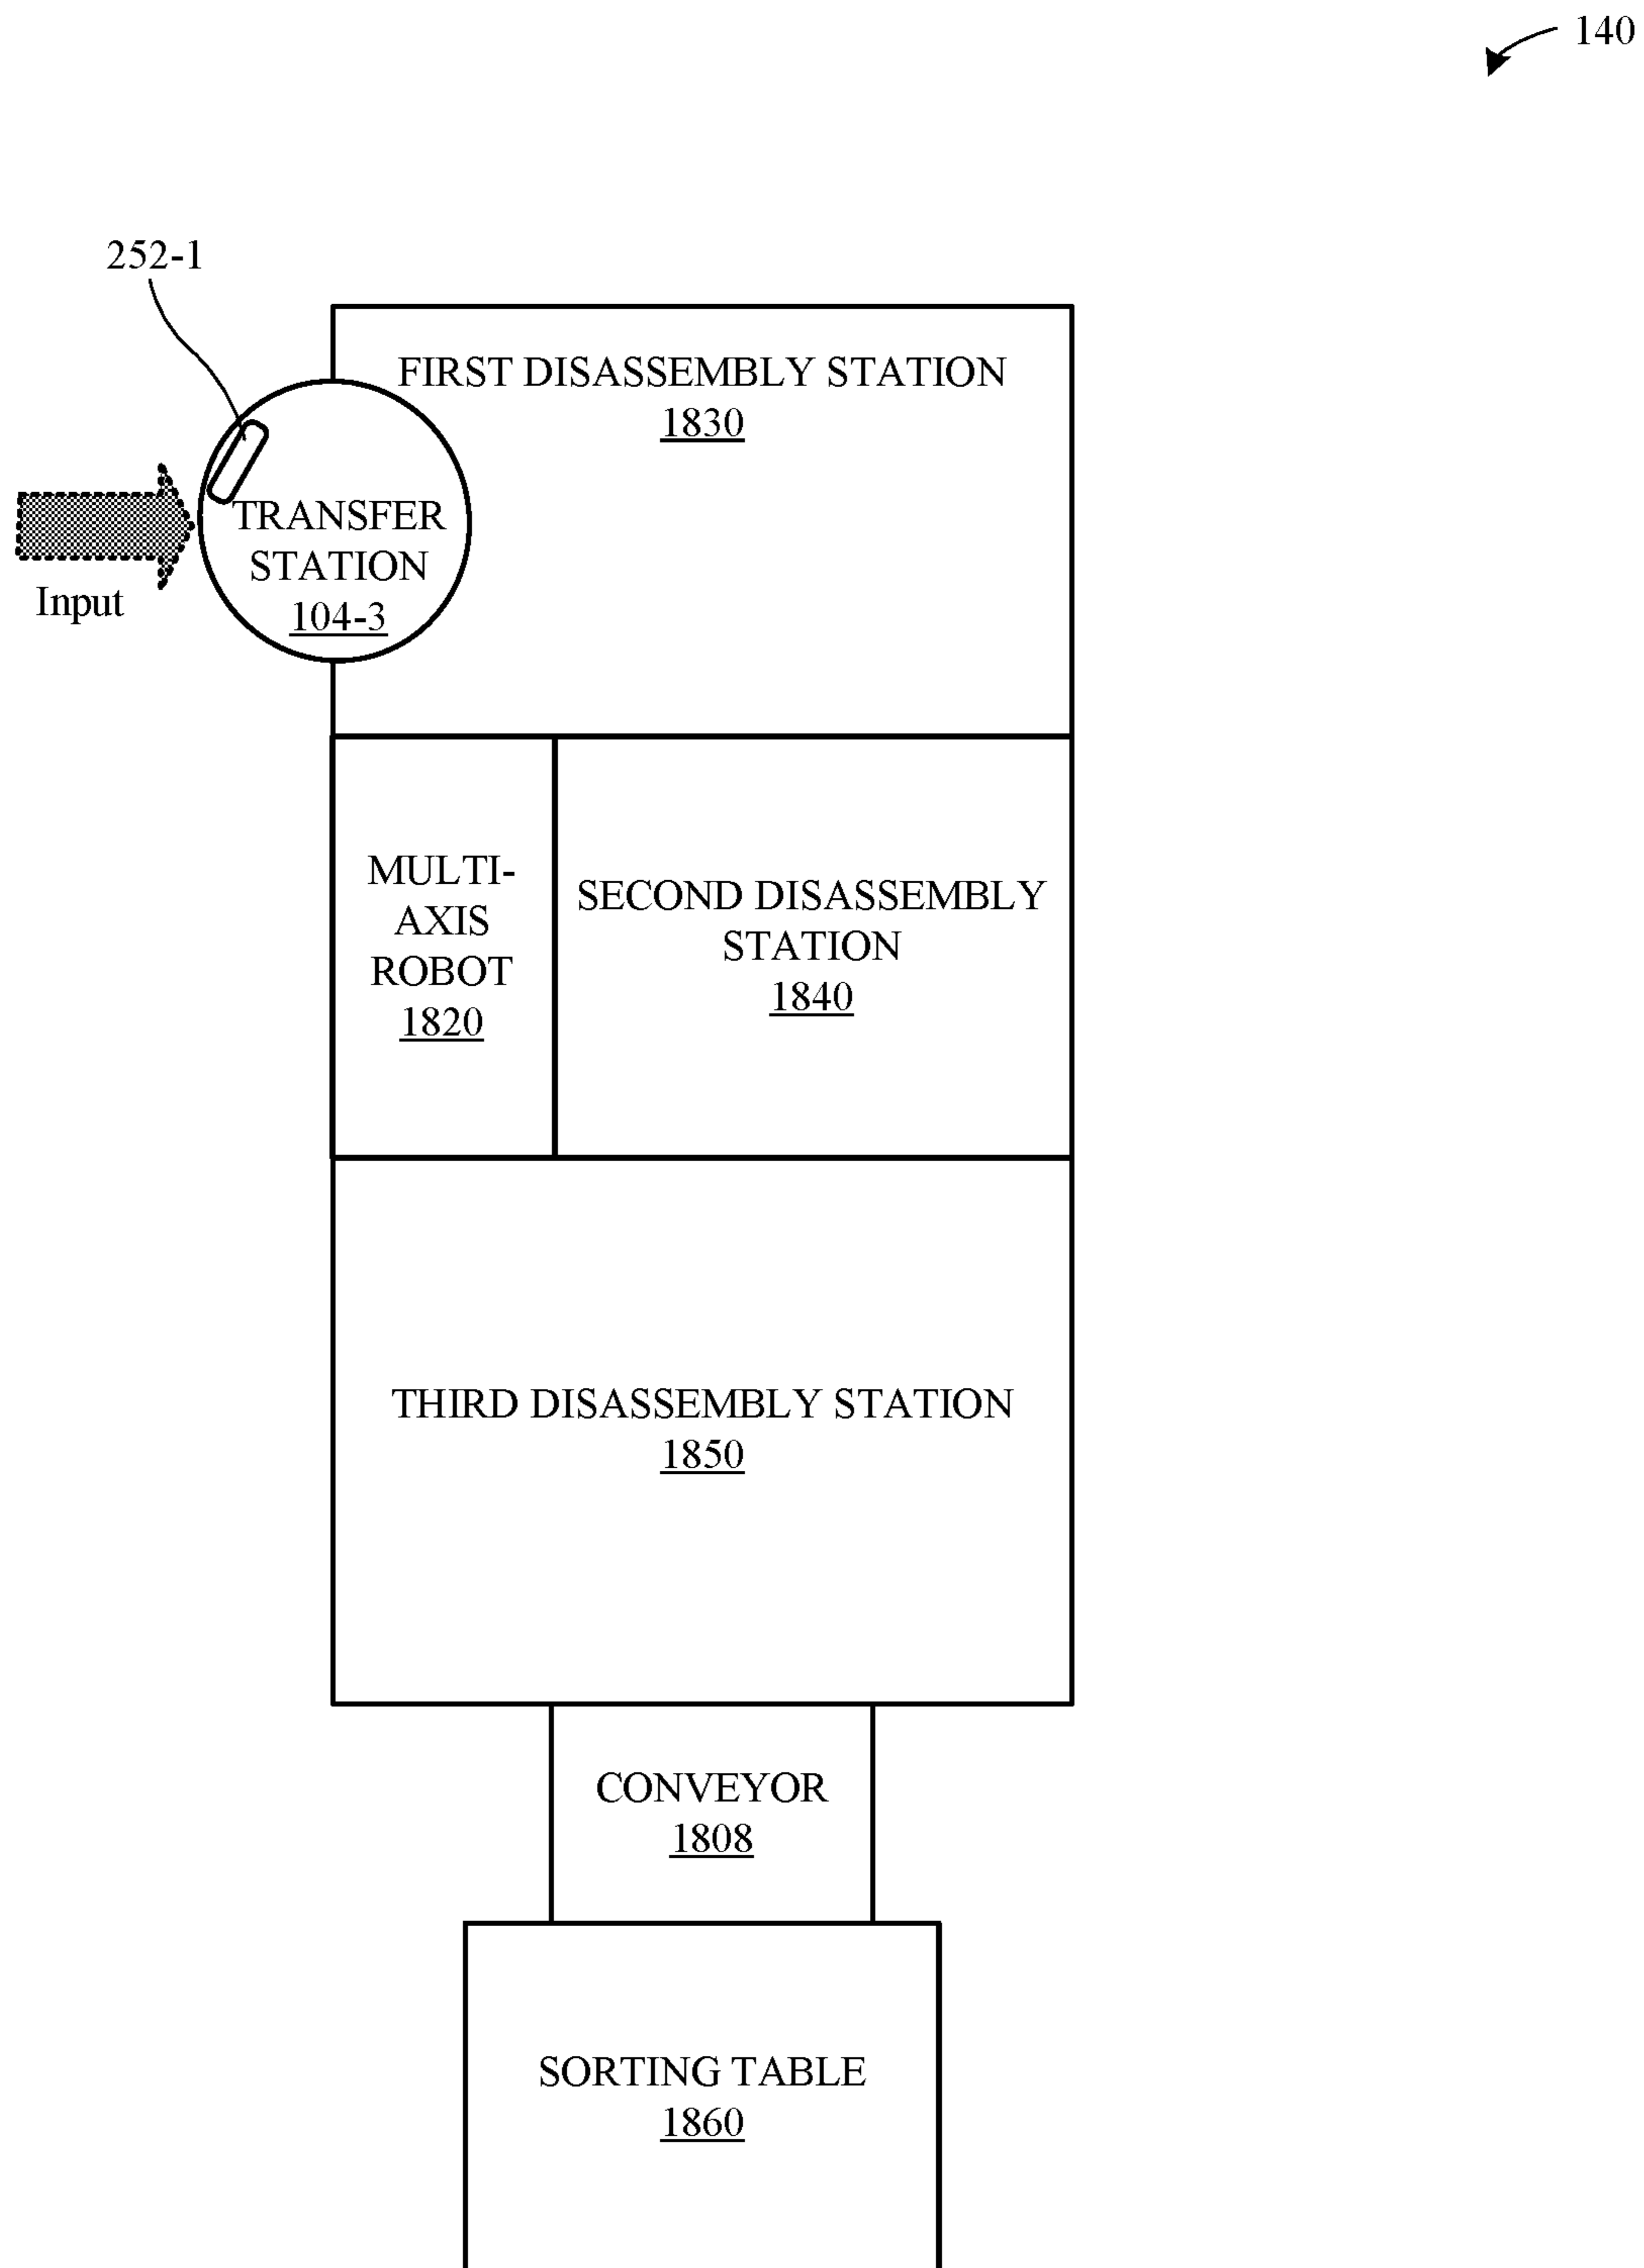 140
252-1
FIRST DISASSEMBLY STATION
1830
TRANSFER
STATION
104-3
Input
MULTI-
AXIS
ROBOT
1820
SECOND DISASSEMBLY
STATION
1840
THIRD DISASSEMBLY STATION
1850
CONVEYOR
1808
SORTING TABLE
1860